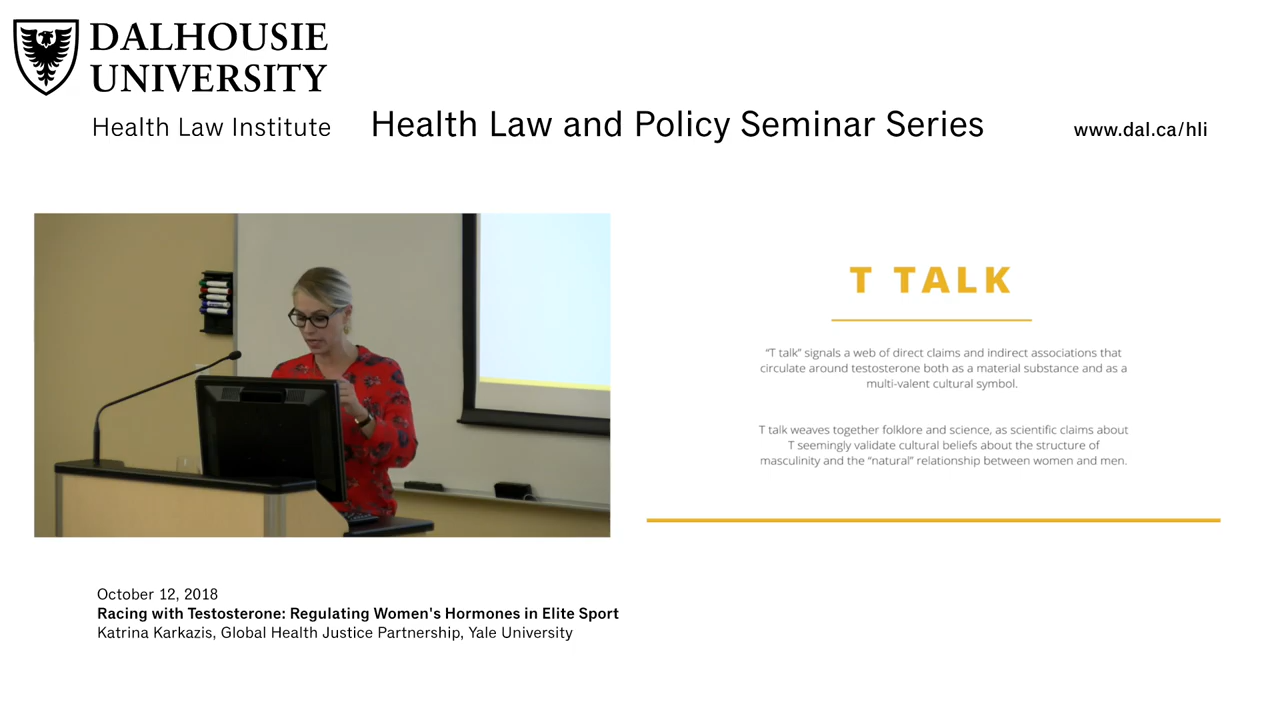 DALHOUSIE
UNIVERSITY
Health Law Institute
Health Law and Policy Seminar Series
www.dal.ca/hli
T TALK
“T talk” signals a web of direct claims and indirect associations that
circulate around testosterone both as a material substance and as a
multi-valent cultural symbol.
T talk weaves together folklore and science, as scientific claims about
T seemingly validate cultural beliefs about the structure of
masculinity and the “natural” relationship between women and men.
October 12, 2018
Racing with Testosterone: Regulating Women's Hormones in Elite Sport
Katrina Karkazis, Global Health Justice Partnership, Yale University